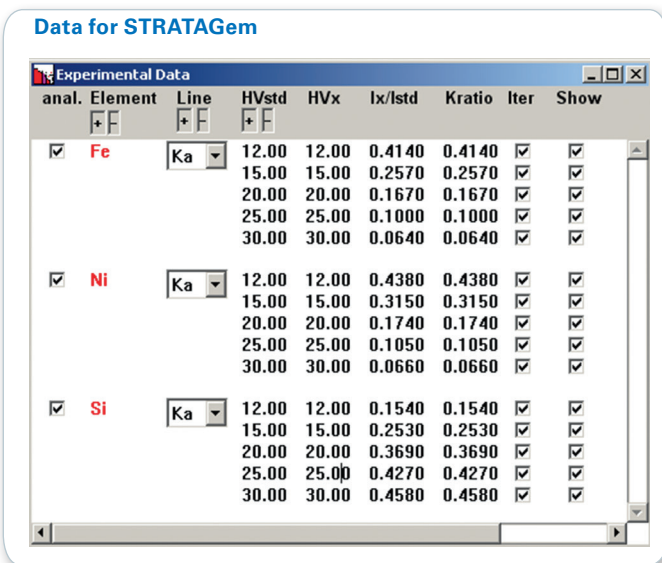 Data for STRATAGem
Experimental Data
anal. Element Line HVstd HVx Ix/Istd Kratio Iter Show
+ - + - + -
Fe Ka 12.00 12.00 0.4140 0.4140
15.00 15.00 0.2570 0.2570
20.00 20.00 0.1670 0.1670
25.00 25.00 0.1000 0.1000
30.00 30.00 0.0640 0.0640
Ni Ka 12.00 12.00 0.4380 0.4380
15.00 15.00 0.3150 0.3150
20.00 20.00 0.1740 0.1740
25.00 25.00 0.1050 0.1050
30.00 30.00 0.0660 0.0660
Si Ka 12.00 12.00 0.1540 0.1540
15.00 15.00 0.2530 0.2530
20.00 20.00 0.3690 0.3690
25.00 25.00 0.4270 0.4270
30.00 30.00 0.4580 0.4580